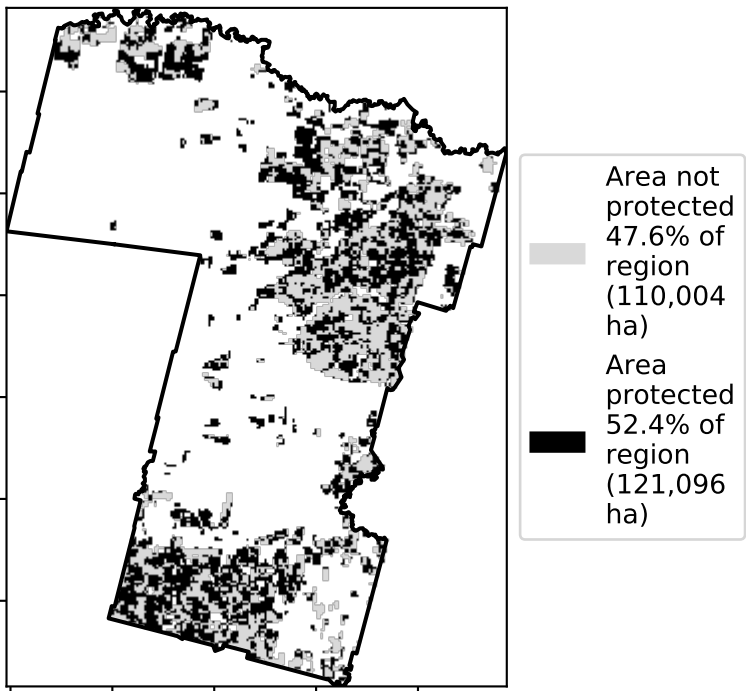 Area not
protected
47.6% of
region
(110,004
ha)
Area
protected
52.4% of
region
(121,096
ha)